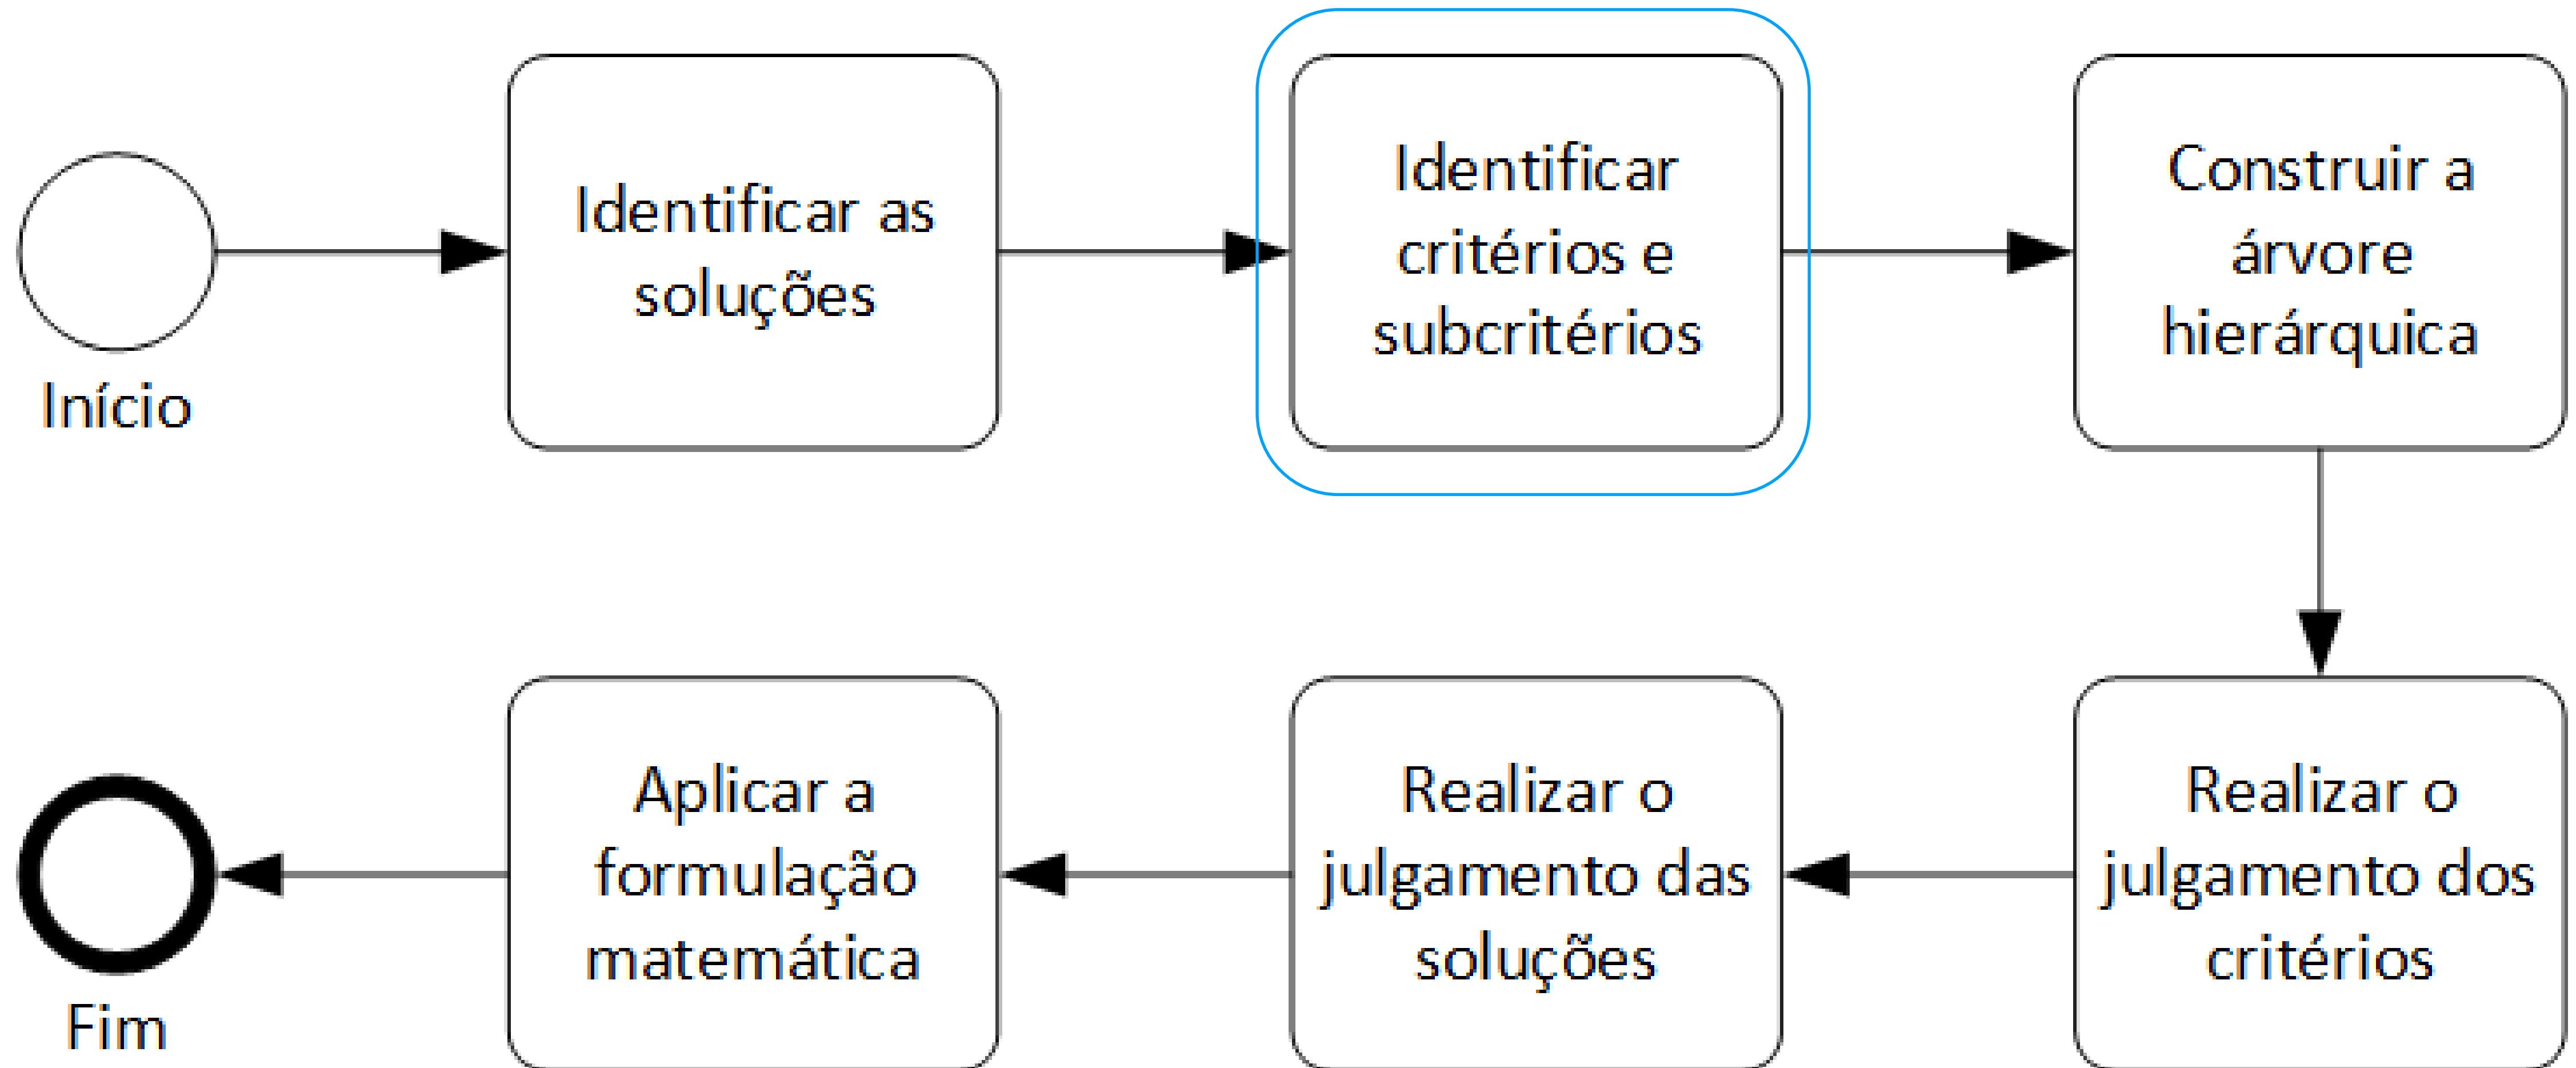 Início
Identificar as
soluções
Identificar
critérios e
subcritérios
Construir a
árvore
hierárquica
Realizar o
julgamento dos
critérios
Realizar o
julgamento das
soluções
Aplicar a
formulação
matemática
Fim